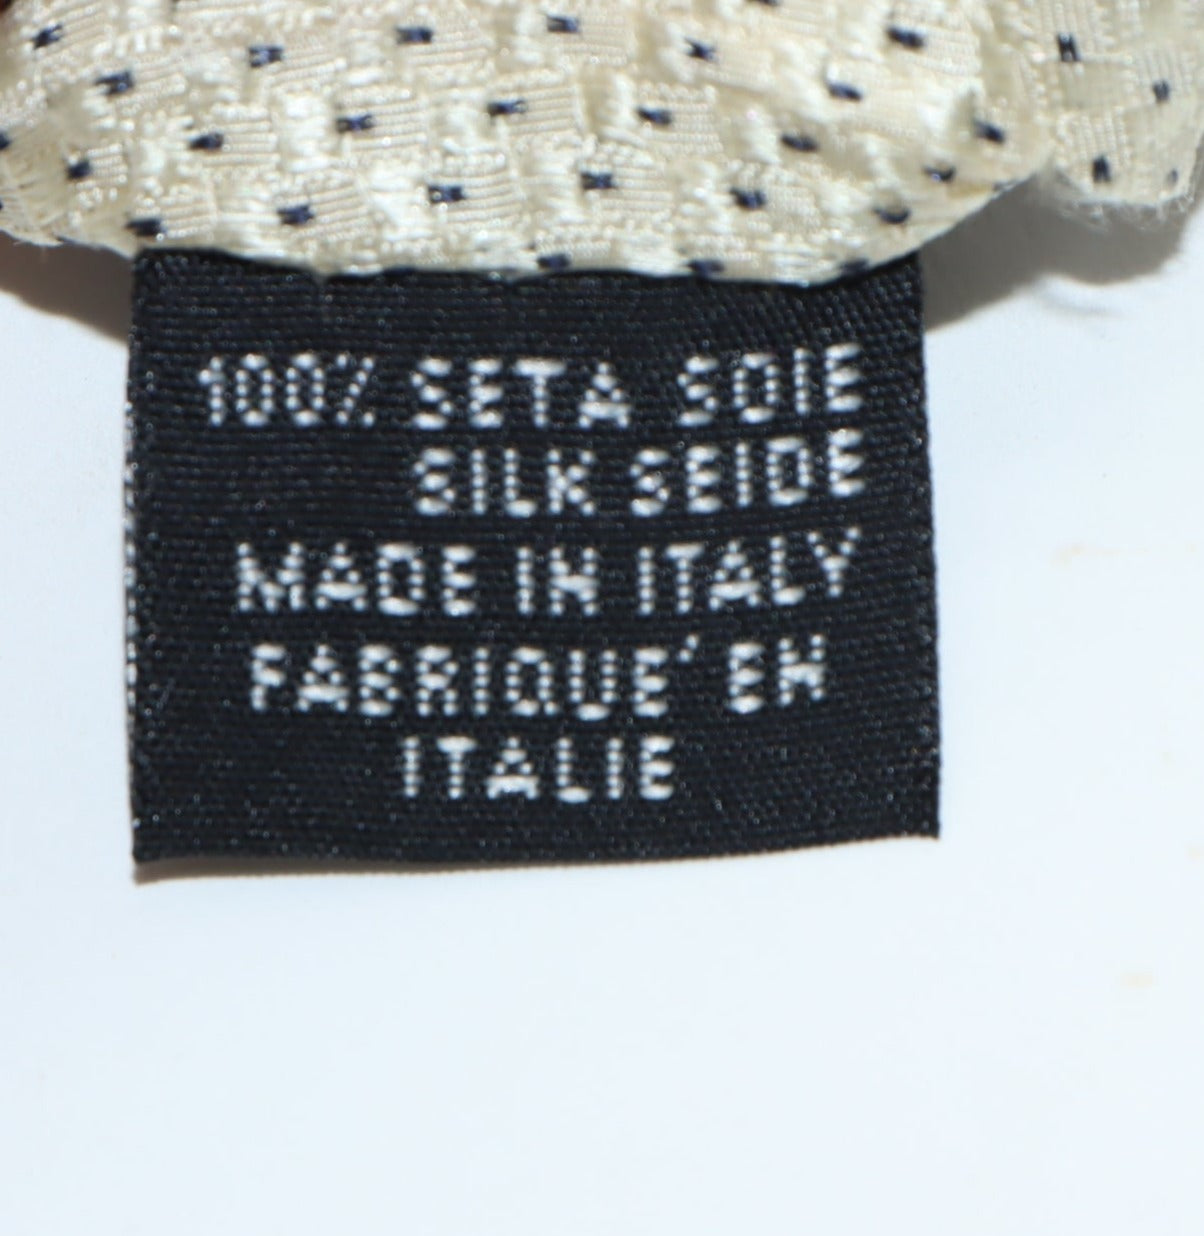 100% SETA SOIE
SILK SEIDE
MADE IN ITALY
FABRIQUE' EN
ITALIE